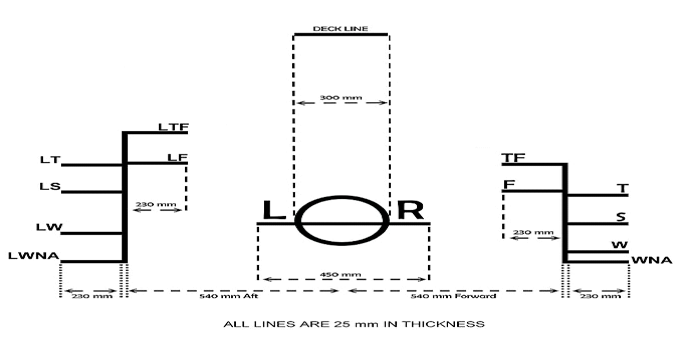 DECK LINE
300 mm
LTF
LT
LF
LS
230 mm
LW
LWNA
230 mm
L R
450 mm
540 mm Aft
540 mm Forward
TF
F
T
S
230 mm
W
WNA
230 mm
ALL LINES ARE 25 mm IN THICKNESS